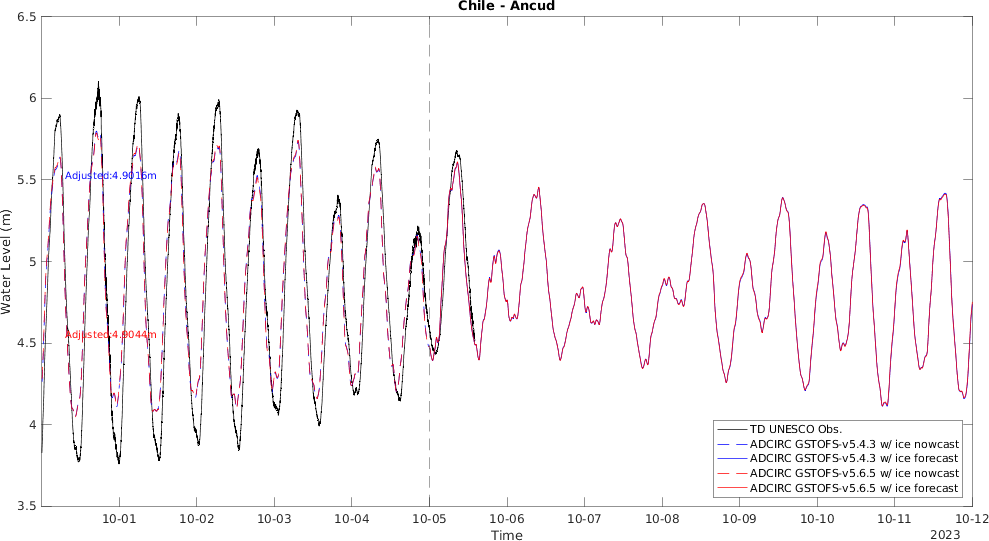 Chile - Ancud
6.5
6
5.5
5
4.5
4
3.5
Water Level (m)
Adjusted:4.9016m
Adjusted:4.9044m
TD UNESCO Obs.
ADCIRC GSTOFS-v5.4.3 w/ ice nowcast
ADCIRC GSTOFS-v5.4.3 w/ ice forecast
ADCIRC GSTOFS-v5.6.5 w/ ice nowcast
ADCIRC GSTOFS-v5.6.5 w/ ice forecast
10-01 10-02 10-03 10-04 10-05 10-06 10-07 10-08 10-09 10-10 10-11 10-12
Time
2023